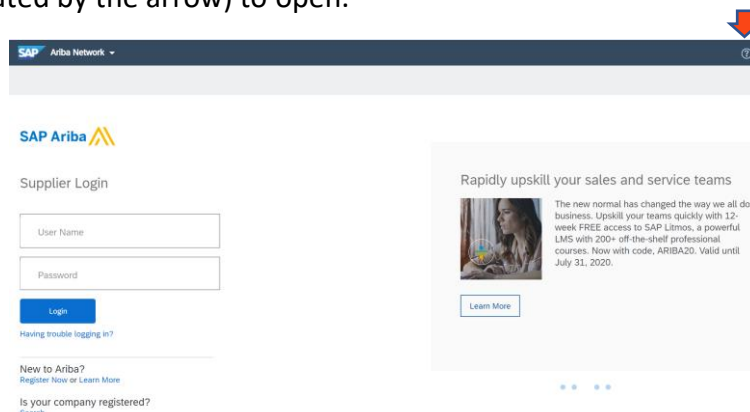 ated by the arrow) to open.
SAP Ariba Network
SAP Ariba
Supplier Login
User Name
Password
Login
Having trouble logging in?
New to Ariba?
Register Now or Learn More
Is your company registered?
Search
Rapidly upskill your sales and service teams
The new normal has changed the way we all do
business. Upskill your teams quickly with 12-
week FREE access to SAP Litmos, a powerful
LMS with 200+ off-the-shelf professional
courses. Now with code, ARIBA20. Valid until
July 31, 2020.
Learn More